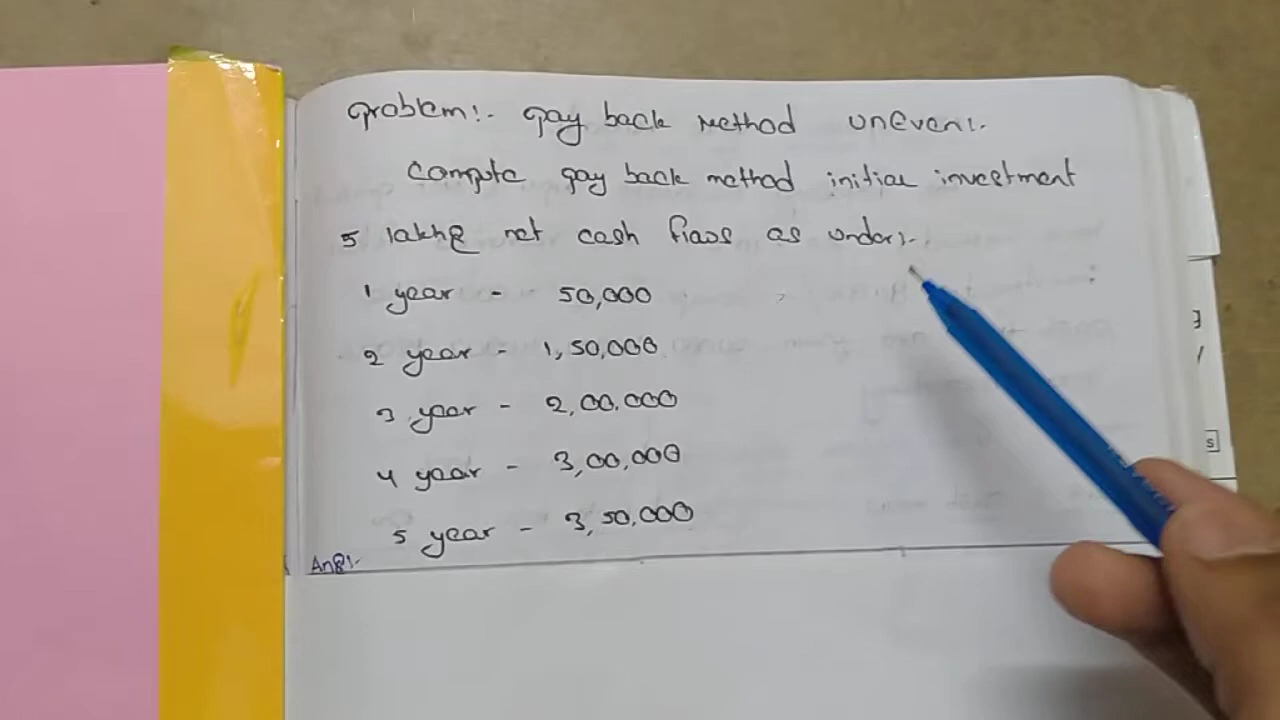 Problem:- Pay back Method uneven:-
Compute pay back method initial investment
5 lakhs net cash flows as under:-
1 year - 50,000
2 year - 1,50,000
3 year - 2,00,000
4 year - 3,00,000
5 year - 3,50,000
Ans:-
s